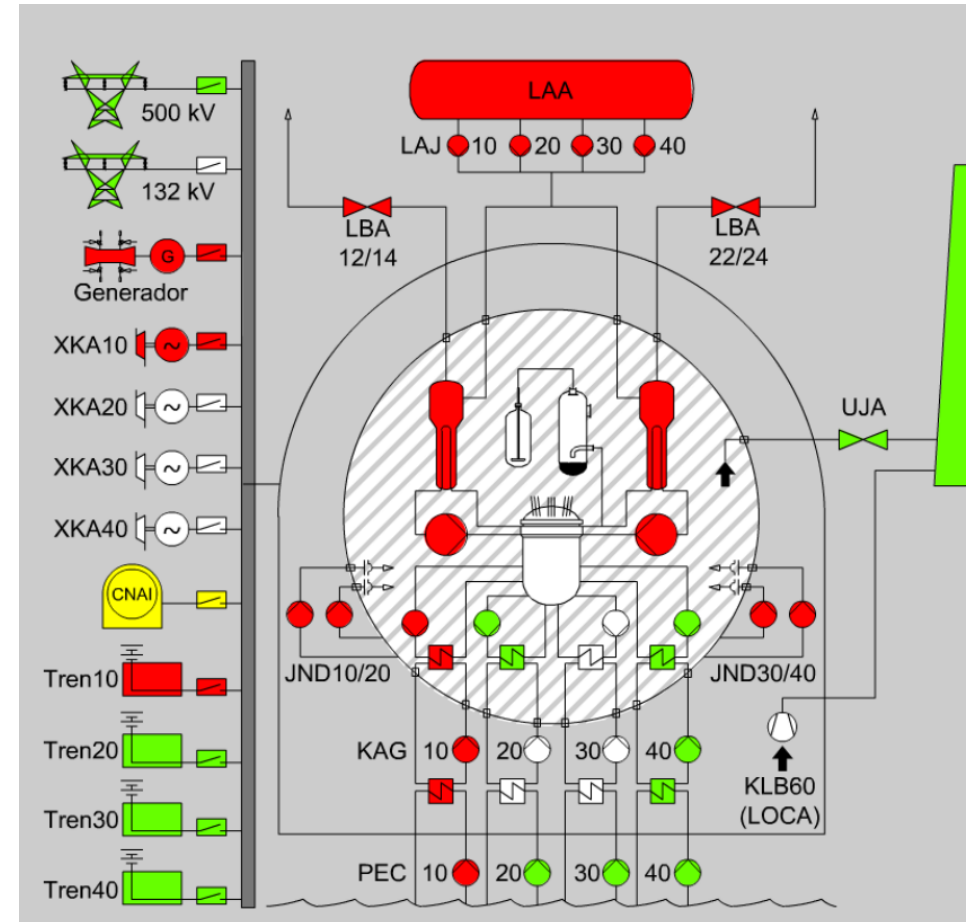 500 kV
132 kV
G
Generador
XKA10 ~
XKA20 ~
XKA30 ~
XKA40 ~
CNAI
Tren10
Tren20
Tren30
Tren40
LAA
LAJ 10 20 30 40
LBA
12/14
LBA
22/24
UJA
JND10/20
JND30/40
KAG 10 20 30 40
KLB60
(LOCA)
PEC 10 20 30 40